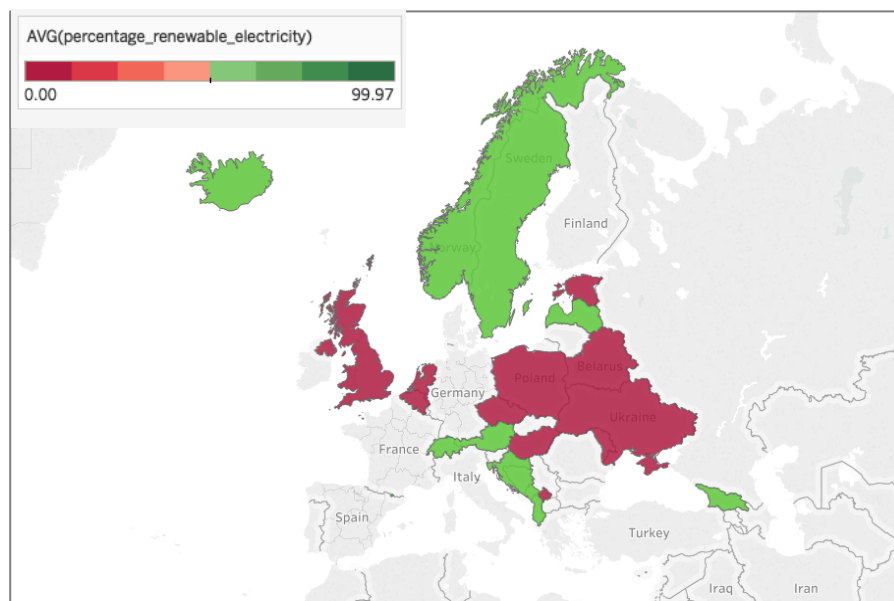 AVG(percentage_renewable_electricity)
0.00 99.97
Sweden
Finland
Norway
Poland
Belarus
Germany
Ukraine
France
Italy
Spain
Turkey
Iraq
Iran